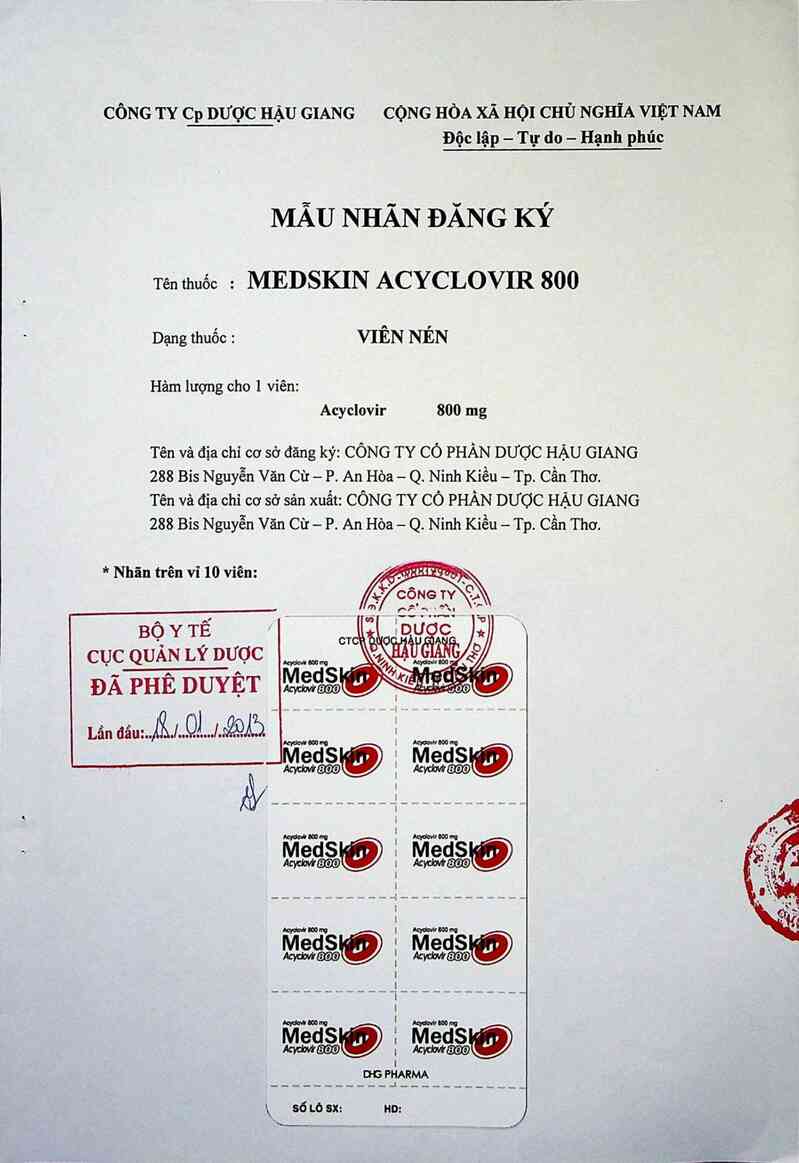 CÔNG TY Cp DƯỢC HẬU GIANG CỘNG HÒA XÃ HỘI CHỦ NGHĨA VIỆT NAM
Độc lập – Tự do – Hạnh phúc
MẪU NHÃN ĐĂNG KÝ
Tên thuốc : MEDSKIN ACYCLOVIR 800
Dạng thuốc : VIÊN NÉN
Hàm lượng cho 1 viên:
Acyclovir 800 mg
Tên và địa chỉ cơ sở đăng ký: CÔNG TY CỔ PHẦN DƯỢC HẬU GIANG
288 Bis Nguyễn Văn Cừ – P. An Hòa – Q. Ninh Kiều – Tp. Cần Thơ.
Tên và địa chỉ cơ sở sản xuất: CÔNG TY CỔ PHẦN DƯỢC HẬU GIANG
288 Bis Nguyễn Văn Cừ – P. An Hòa – Q. Ninh Kiều – Tp. Cần Thơ.
* Nhãn trên vỉ 10 viên:
BỘ Y TẾ
CỤC QUẢN LÝ DƯỢC
ĐÃ PHÊ DUYỆT
Lần đầu:..18./.01./.2013
CÔNG TY
CỔ PHẦN
DƯỢC
HẬU GIANG
CTCP DƯỢC HẬU GIANG
Acyclovir 800 mg Acyclovir 800 mg
MedSkin MedSkin
Acyclovir 800 Acyclovir 800
Acyclovir 800 mg Acyclovir 800 mg
MedSkin MedSkin
Acyclovir 800 Acyclovir 800
Acyclovir 800 mg Acyclovir 800 mg
MedSkin MedSkin
Acyclovir 800 Acyclovir 800
Acyclovir 800 mg Acyclovir 800 mg
MedSkin MedSkin
Acyclovir 800 Acyclovir 800
Acyclovir 800 mg Acyclovir 800 mg
MedSkin MedSkin
Acyclovir 800 Acyclovir 800
DHG PHARMA
SỐ LÔ SX: HD: